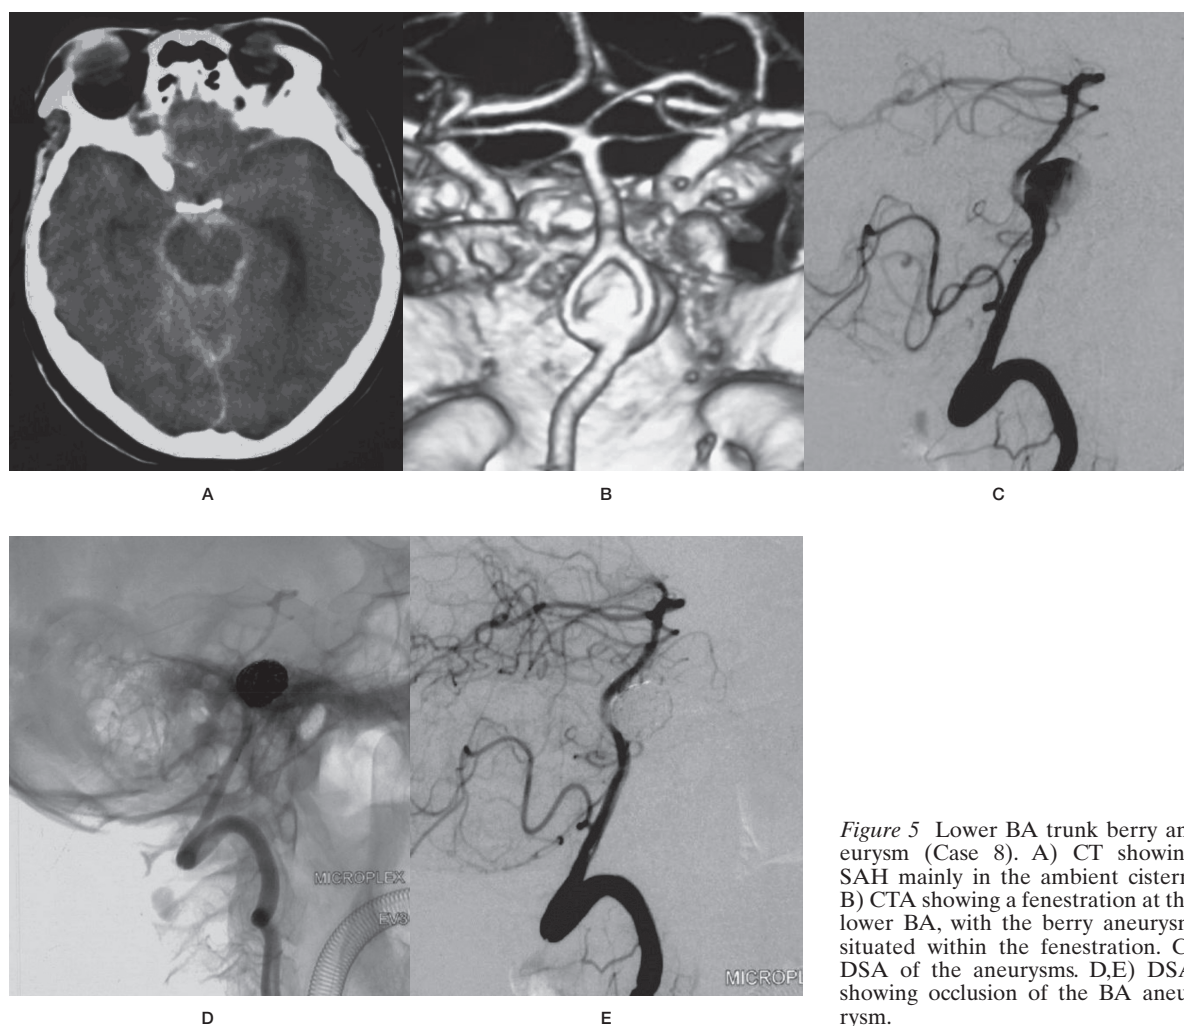 A
B
C
MICROPLEX
EV3
MICROPL
D
E
Figure 5 Lower BA trunk berry an
eurysm (Case 8). A) CT showin
SAH mainly in the ambient cistern
B) CTA showing a fenestration at th
lower BA, with the berry aneurysm
situated within the fenestration. C
DSA of the aneurysms. D,E) DSA
showing occlusion of the BA aneu
rysm.